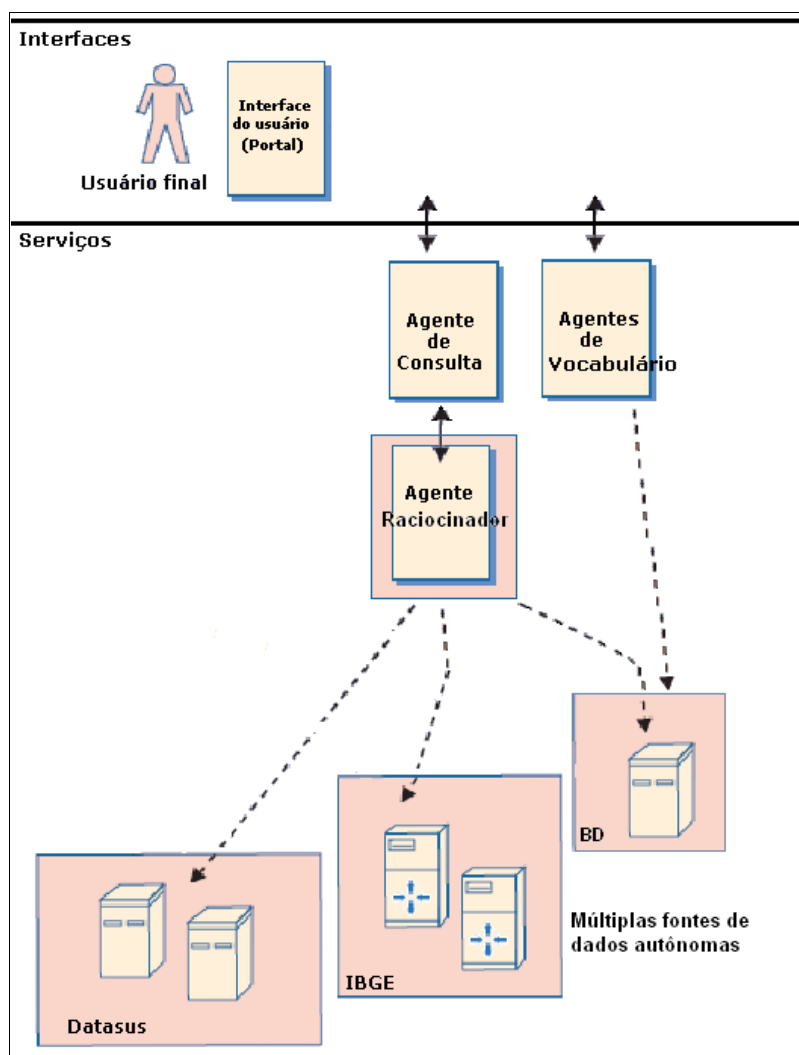 Interfaces
Interface
do usuário
(Portal)
Usuário final
Serviços
Agente
de
Consulta
Agentes
de
Vocabulário
Agente
Raciocinador
BD
IBGE
Múltiplas fontes de
dados autônomas
Datasus